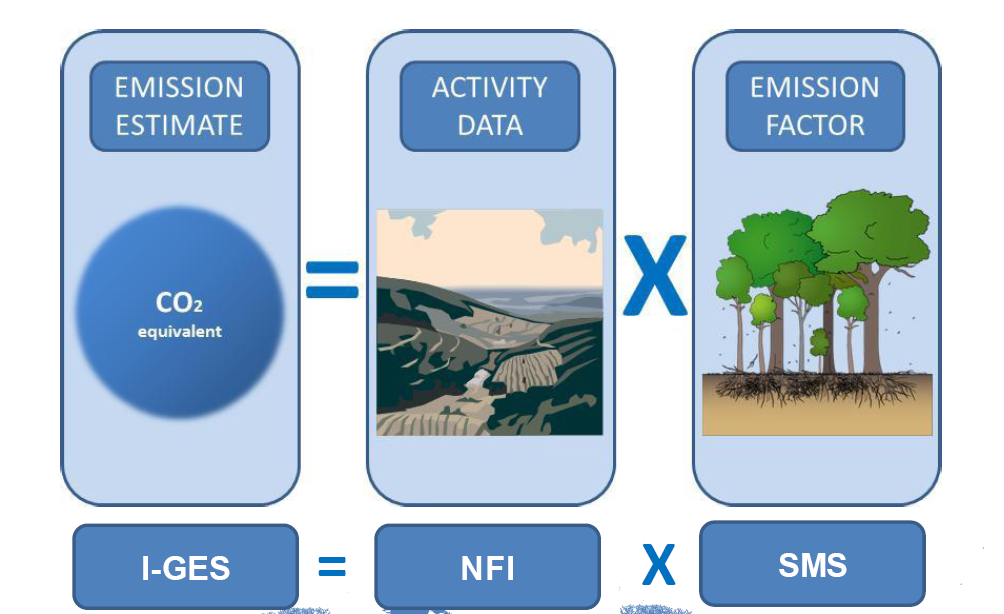 EMISSION
ESTIMATE
ACTIVITY
DATA
EMISSION
FACTOR
CO₂
equivalent
=
X
I-GES = NFI X SMS